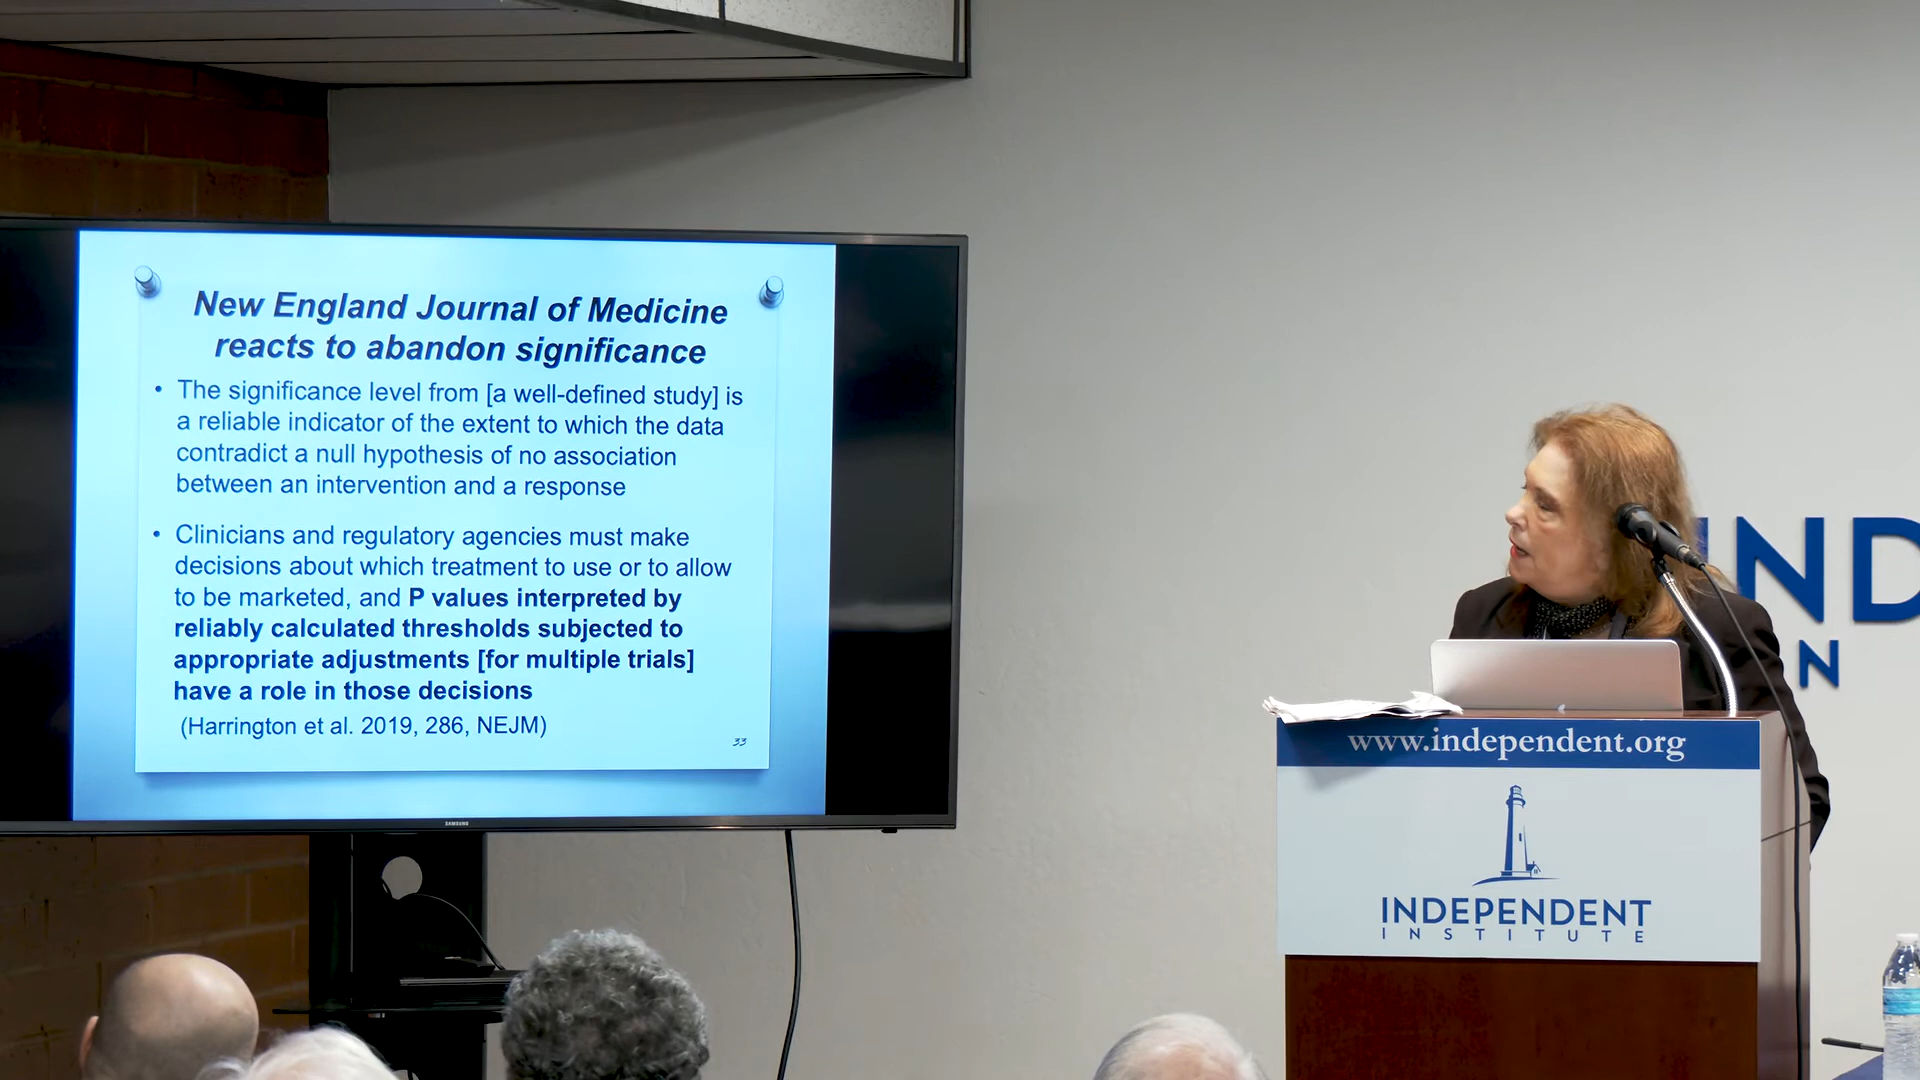 New England Journal of Medicine
reacts to abandon significance
• The significance level from [a well-defined study] is
a reliable indicator of the extent to which the data
contradict a null hypothesis of no association
between an intervention and a response
• Clinicians and regulatory agencies must make
decisions about which treatment to use or to allow
to be marketed, and P values interpreted by
reliably calculated thresholds subjected to
appropriate adjustments [for multiple trials]
have a role in those decisions
(Harrington et al. 2019, 286, NEJM)
33
SAMSUNG
IND
N
www.independent.org
INDEPENDENT
INSTITUTE